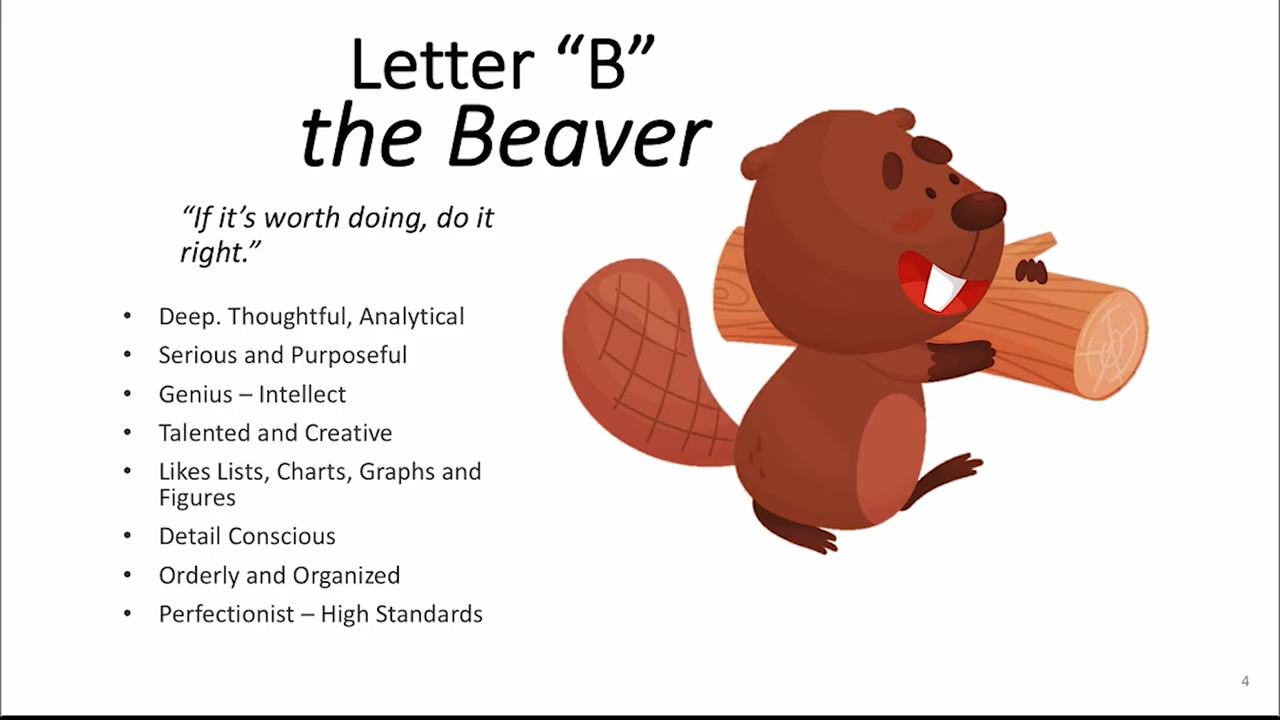 Letter “B”
the Beaver
“If it’s worth doing, do it
right.”
• Deep. Thoughtful, Analytical
• Serious and Purposeful
• Genius – Intellect
• Talented and Creative
• Likes Lists, Charts, Graphs and
Figures
• Detail Conscious
• Orderly and Organized
• Perfectionist – High Standards
4